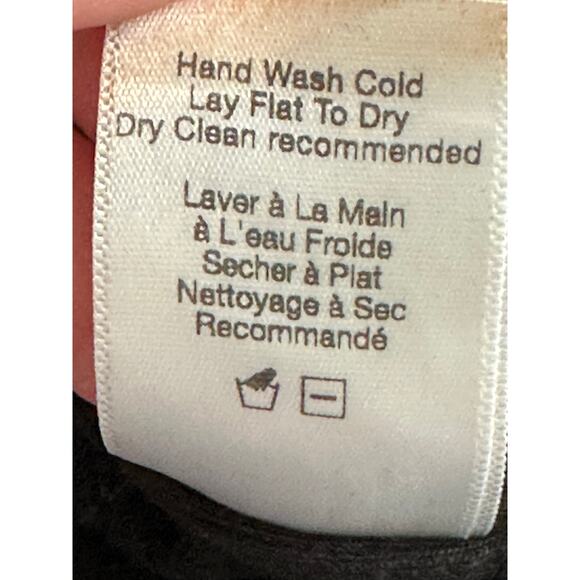 Hand Wash Cold
Lay Flat To Dry
Dry Clean recommended
Laver à La Main
à L'eau Froide
Secher à Plat
Nettoyage à Sec
Recommandé